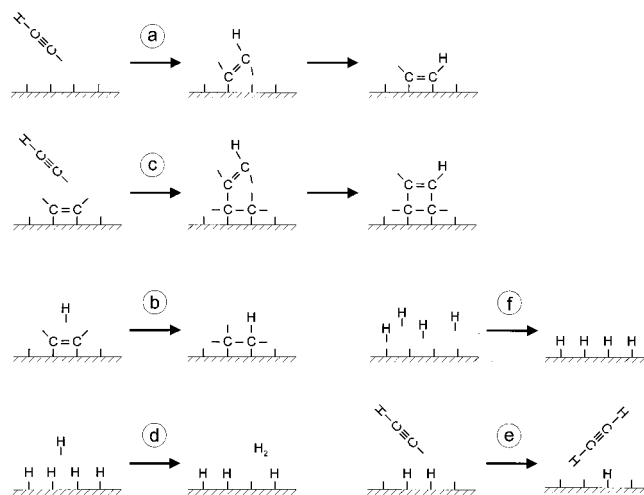 H–C≡C–
a
H
C=C
H
C=C
H–C≡C–
c
C=C
H
C=C
–C–C–
H
C=C
–C–C–
H
C=C
b
H
–C–C–
H H H H
f
H H H H
H
H H H H
d
H₂
H H H
H–C≡C–
H H
e
H–C≡C–H
H